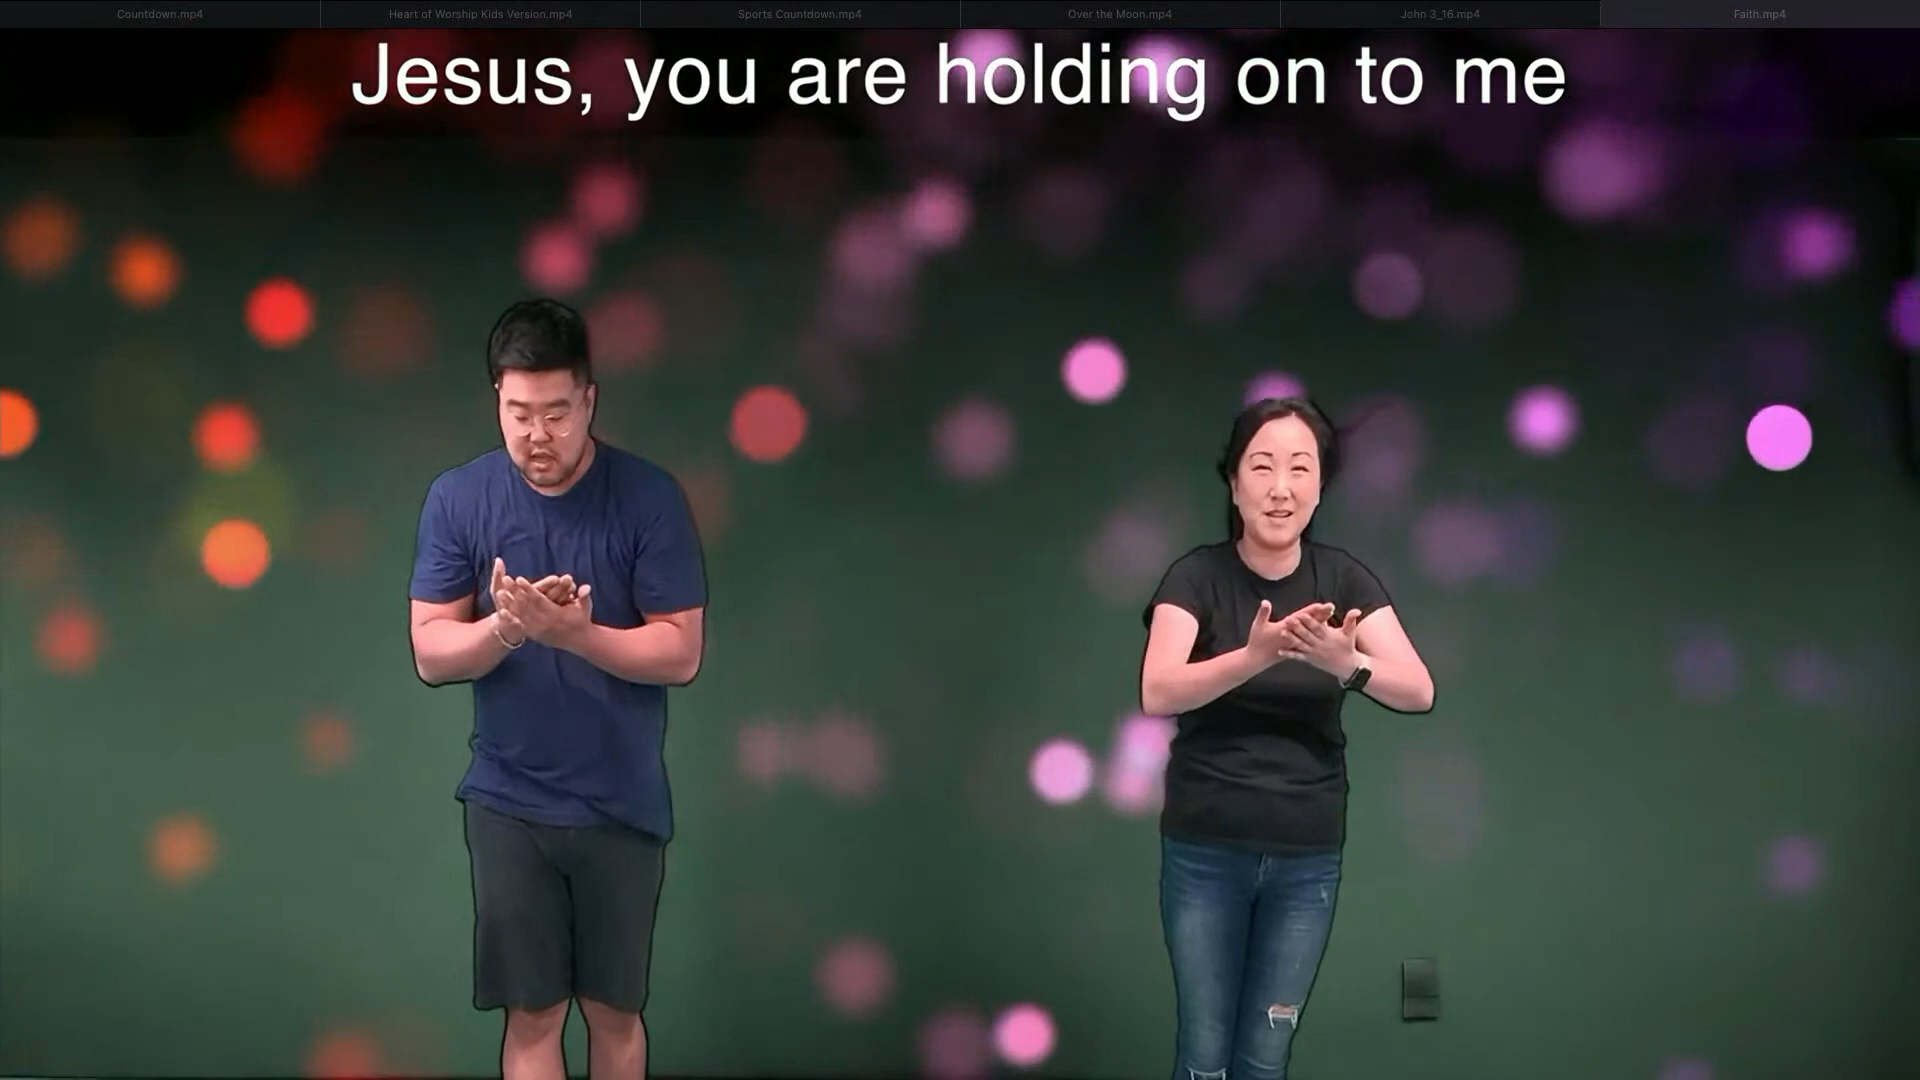 Countdown.mp4
Heart of Worship Kids Version.mp4
Sports Countdown.mp4
Over the Moon.mp4
John 3_16.mp4
Faith.mp4
Jesus, you are holding on to me